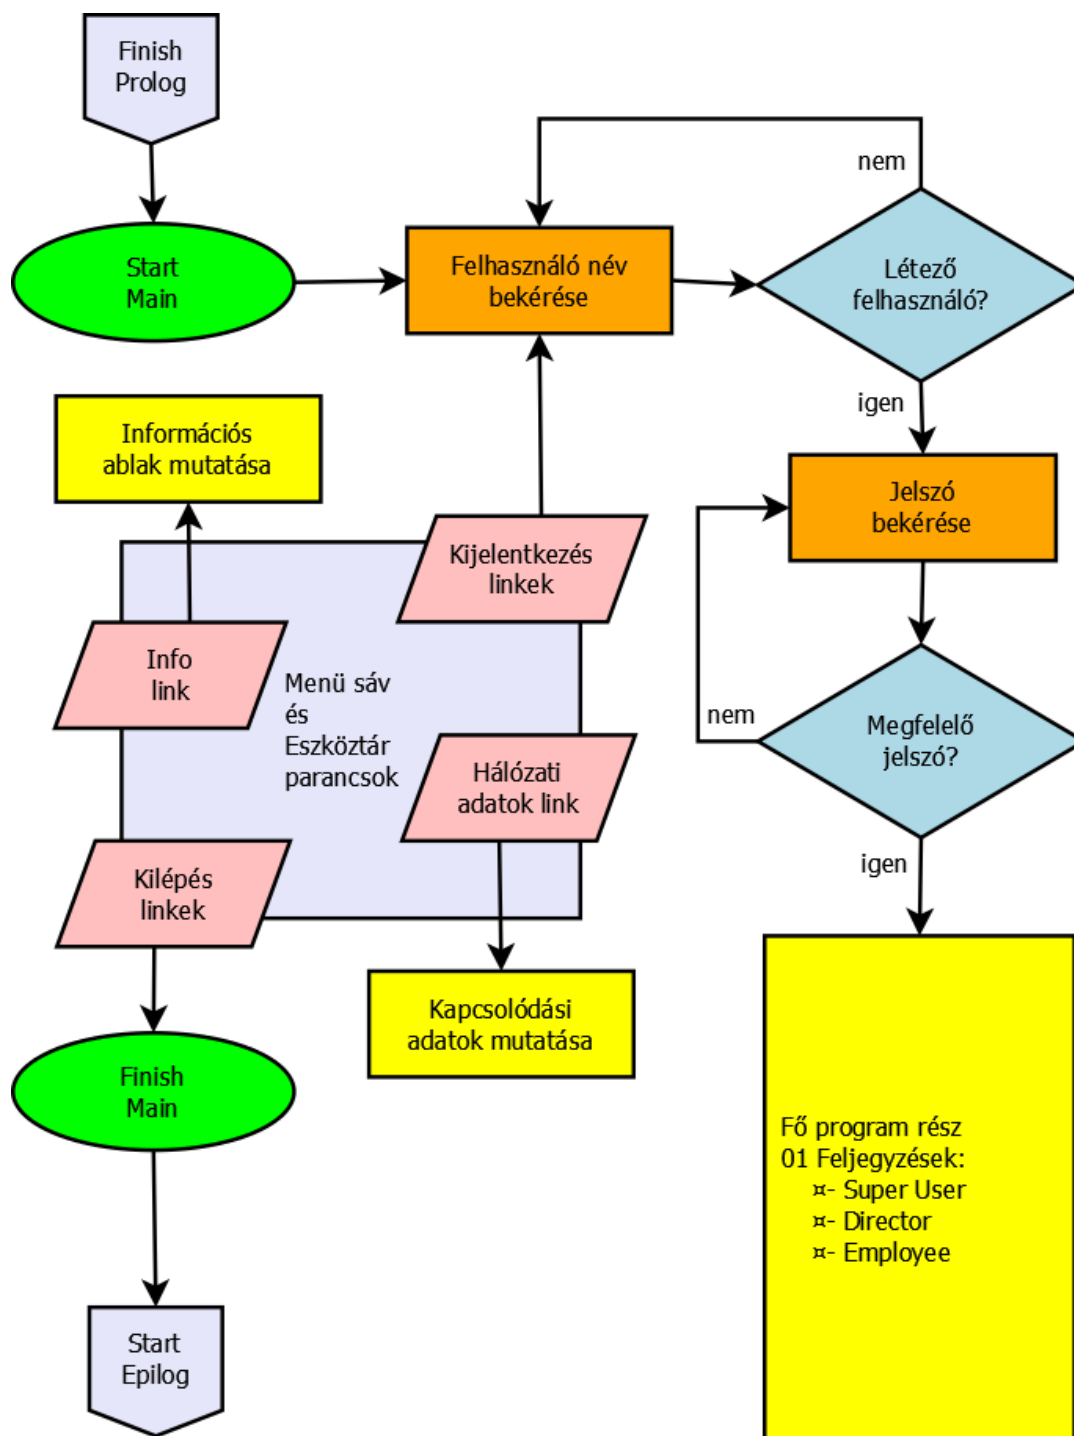 Finish
Prolog
nem
Start
Main
Felhasználó név
bekérése
Létező
felhasználó?
igen
Információs
ablak mutatása
Jelszó
bekérése
Kijelentkezés
linkek
Info
link
Menü sáv
és
Eszköztár
parancsok
nem
Megfelelő
jelszó?
Hálózati
adatok link
igen
Kilépés
linkek
Kapcsolódási
adatok mutatása
Finish
Main
Fő program rész
01 Feljegyzések:
¤- Super User
¤- Director
¤- Employee
Start
Epilog